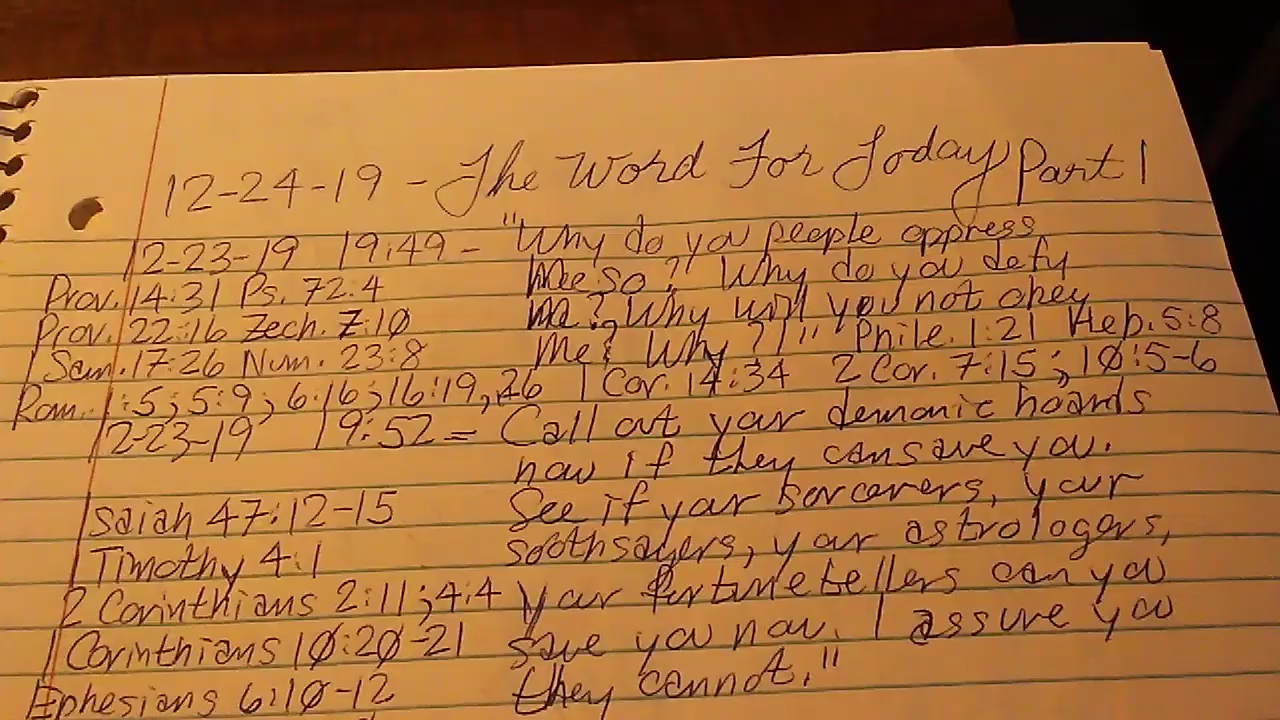 12-24-19 - The Word For Today Part 1
12-23-19 19:49 - "Why do you people oppress
Prov. 14:31 Ps. 72:4 Me so? Why do you defy
Prov. 22:16 Zech. 7:10 Me? Why will you not obey
1 Sam. 17:26 Num. 23:8 Me? Why?!" Phile. 1:21 Heb. 5:8
Rom. 1:5; 5:9; 6:16; 16:19, 26 1 Cor. 14:34 2 Cor. 7:15; 10:5-6
12-23-19 19:52 = Call out your demonic hoards
now if they can save you.
Isaiah 47:12-15 See if your sorcerers, your
1 Timothy 4:1 soothsayers, your astrologers,
2 Corinthians 2:11; 4:4 your fortune tellers can you
1 Corinthians 10:20-21 save you now. I assure you
Ephesians 6:10-12 they cannot."